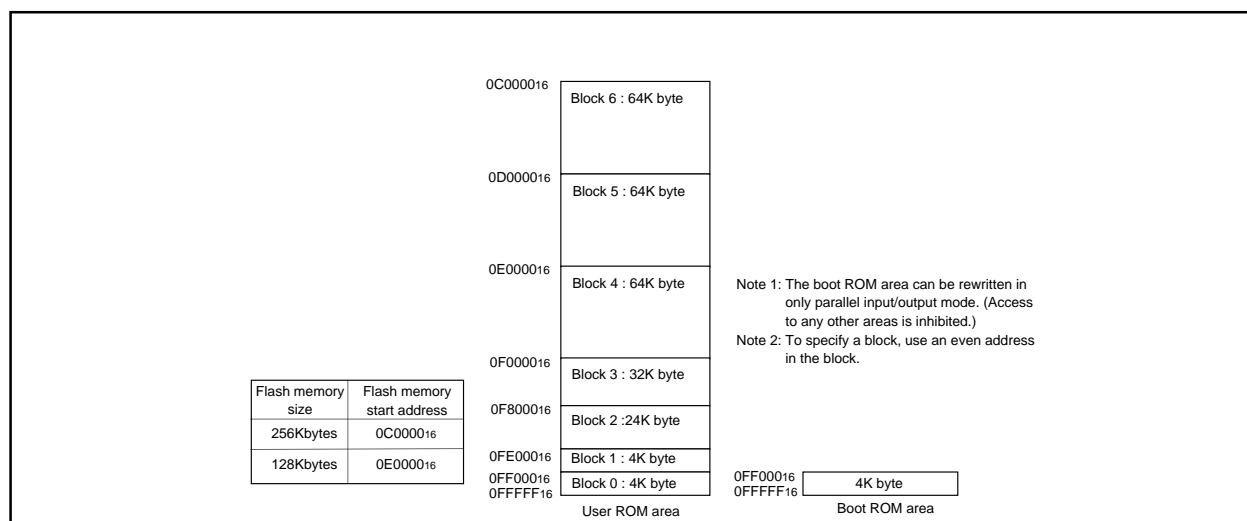 0C000016
Block 6 : 64K byte
0D000016
Block 5 : 64K byte
0E000016
Block 4 : 64K byte
Note 1: The boot ROM area can be rewritten in
only parallel input/output mode. (Access
to any other areas is inhibited.)
Note 2: To specify a block, use an even address
in the block.
0F000016
Block 3 : 32K byte
Flash memory size
Flash memory start address
256Kbytes
0C000016
128Kbytes
0E000016
0F800016
Block 2 :24K byte
0FE00016
Block 1 : 4K byte
0FF00016
Block 0 : 4K byte
0FFFFF16
User ROM area
0FF00016
4K byte
0FFFFF16
Boot ROM area